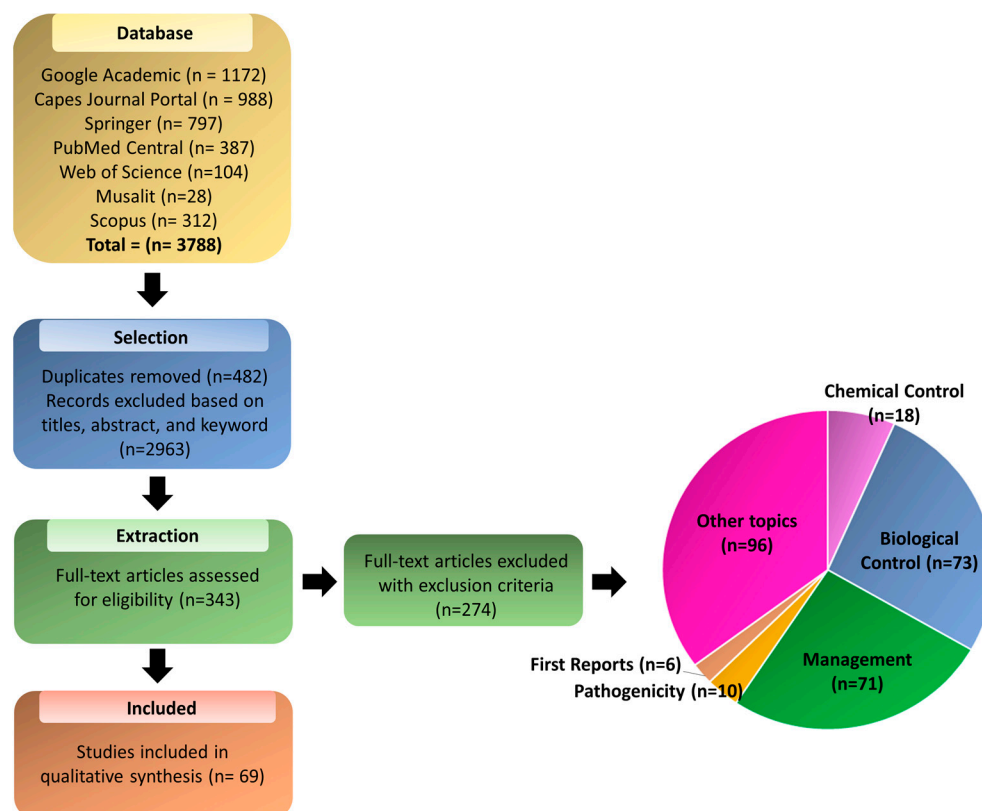 Database
Google Academic (n = 1172)
Capes Journal Portal (n = 988)
Springer (n= 797)
PubMed Central (n= 387)
Web of Science (n=104)
Musalit (n=28)
Scopus (n= 312)
Total = (n= 3788)
Selection
Duplicates removed (n=482)
Records excluded based on
titles, abstract, and keyword
(n=2963)
Extraction
Full-text articles assessed
for eligibility (n=343)
Full-text articles excluded
with exclusion criteria
(n=274)
Included
Studies included in
qualitative synthesis (n= 69)
Chemical Control
(n=18)
Biological
Control (n=73)
Management
(n=71)
Pathogenicity (n=10)
First Reports (n=6)
Other topics
(n=96)